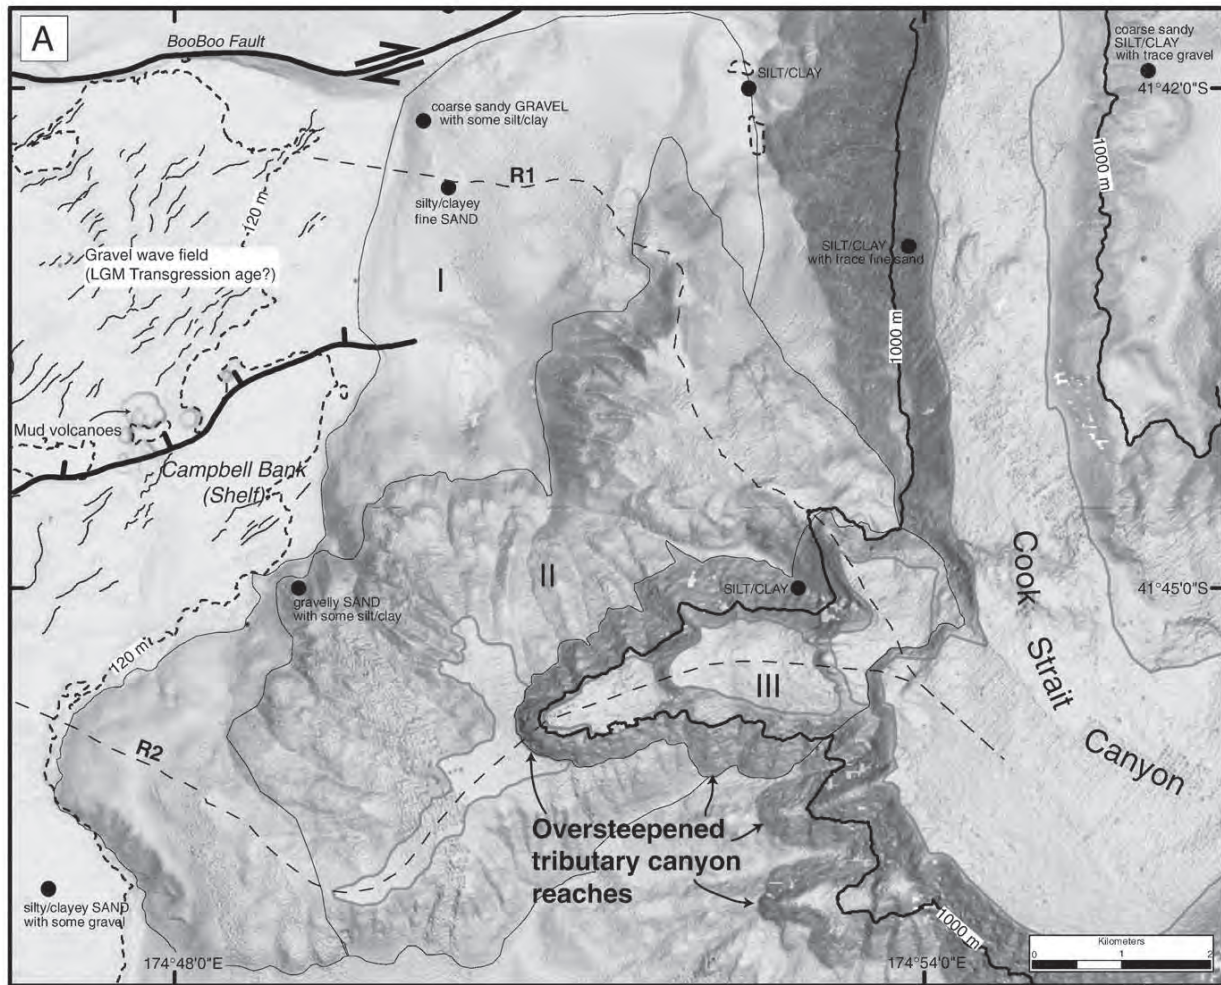 A
BooBoo Fault
coarse sandy GRAVEL
with some silt/clay
SILT/CLAY
coarse sandy
SILT/CLAY
with trace gravel
41°42'0"S
R1
silty/clayey
fine SAND
120 m
1000 m
Gravel wave field
(LGM Transgression age?)
SILT/CLAY
with trace fine sand
I
1000 m
Mud volcanoes
Campbell Bank
(Shelf)
II
gravelly SAND
with some silt/clay
SILT/CLAY
41°45'0"S
Cook
Strait
Canyon
120 m
III
R2
Oversteepened
tributary canyon
reaches
silty/clayey SAND
with some gravel
1000 m
174°48'0"E
174°54'0"E
Kilometers
0 1 2